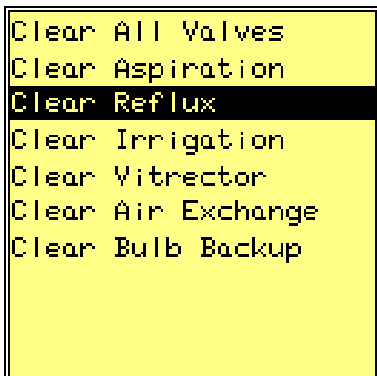 Clear All Valves
Clear Aspiration
Clear Reflux
Clear Irrigation
Clear Vitrector
Clear Air Exchange
Clear Bulb Backup